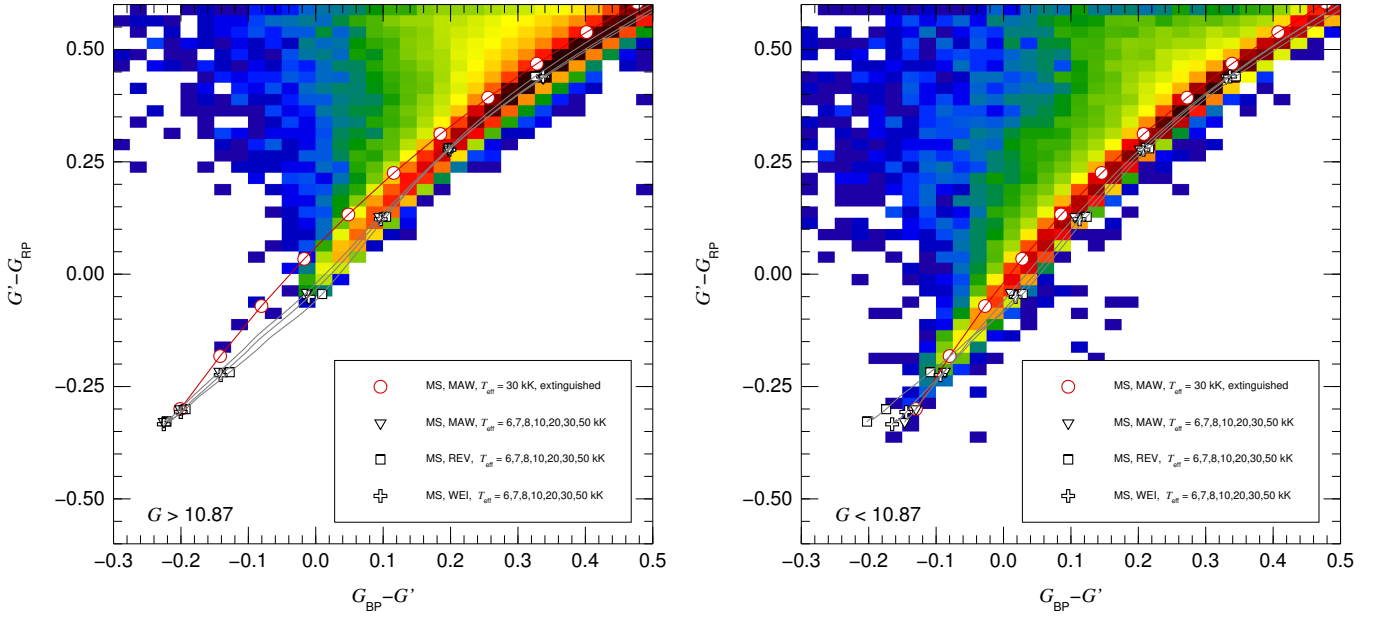 0.50
0.25
0.00
−0.25
−0.50
G'−G_RP
−0.3 −0.2 −0.1 0.0 0.1 0.2 0.3 0.4 0.5
G_BP−G'
G > 10.87
MS, MAW, T_eff = 30 kK, extinguished
MS, MAW, T_eff = 6,7,8,10,20,30,50 kK
MS, REV, T_eff = 6,7,8,10,20,30,50 kK
MS, WEI, T_eff = 6,7,8,10,20,30,50 kK
0.50
0.25
0.00
−0.25
−0.50
G'−G_RP
−0.3 −0.2 −0.1 0.0 0.1 0.2 0.3 0.4 0.5
G_BP−G'
G < 10.87
MS, MAW, T_eff = 30 kK, extinguished
MS, MAW, T_eff = 6,7,8,10,20,30,50 kK
MS, REV, T_eff = 6,7,8,10,20,30,50 kK
MS, WEI, T_eff = 6,7,8,10,20,30,50 kK